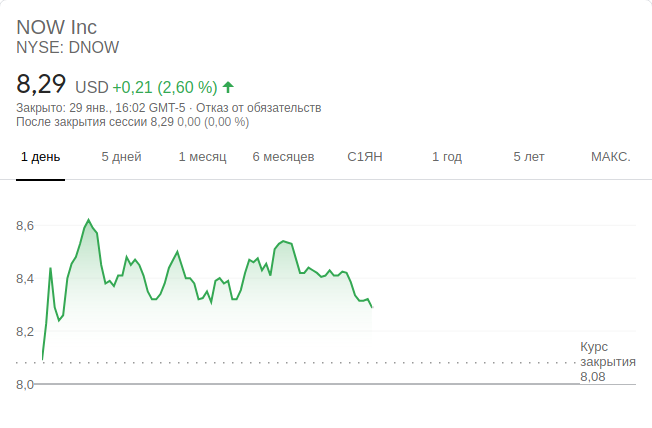 NOW Inc
NYSE: DNOW
8,29 USD +0,21 (2,60 %)
Закрыто: 29 янв., 16:02 GMT-5 · Отказ от обязательств
После закрытия сессии 8,29 0,00 (0,00 %)
1 день 5 дней 1 месяц 6 месяцев С1ЯН 1 год 5 лет МАКС.
8,6
8,4
8,2
8,0
Курс
закрытия
8,08